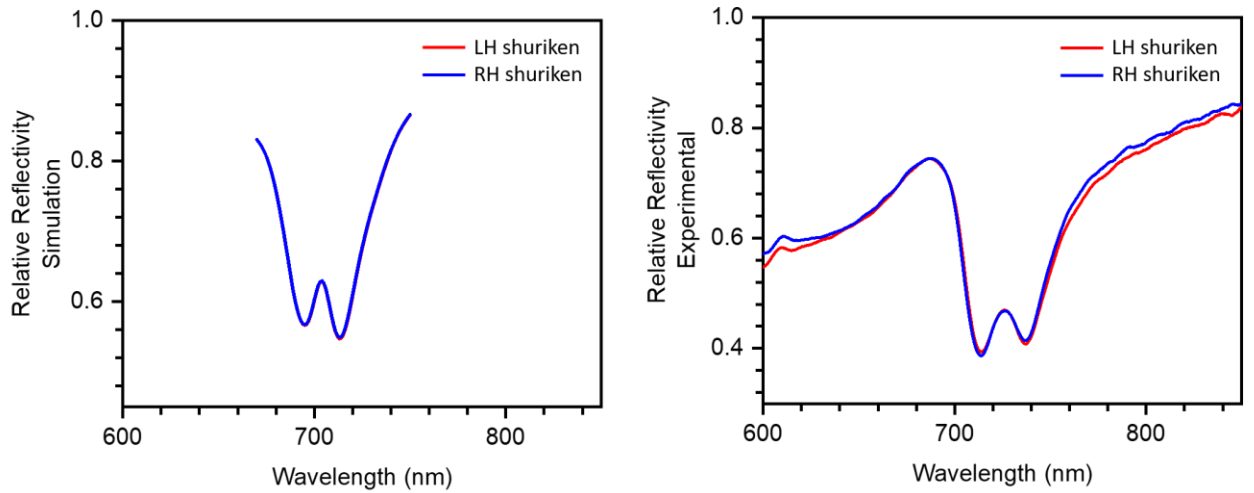 Relative Reflectivity
Simulation
1.0
0.8
0.6
LH shuriken
RH shuriken
600
700
800
Wavelength (nm)
Relative Reflectivity
Experimental
1.0
0.8
0.6
0.4
LH shuriken
RH shuriken
600
700
800
Wavelength (nm)